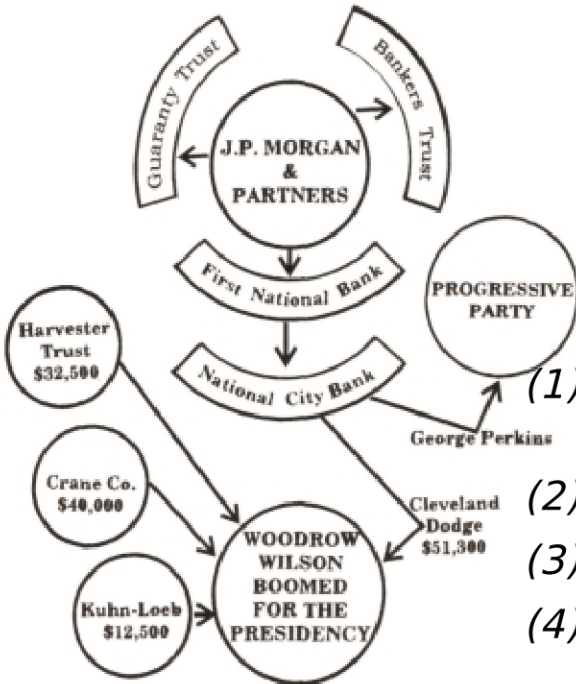 Guaranty Trust
Bankers Trust
J.P. MORGAN
&
PARTNERS
First National Bank
PROGRESSIVE
PARTY
Harvester
Trust
$32,500
National City Bank
(1)
George Perkins
Crane Co.
$40,000
Cleveland
Dodge
$51,300
(2)
WOODROW
WILSON
BOOMED
FOR THE
PRESIDENCY
(3)
Kuhn-Loeb
$12,500
(4)